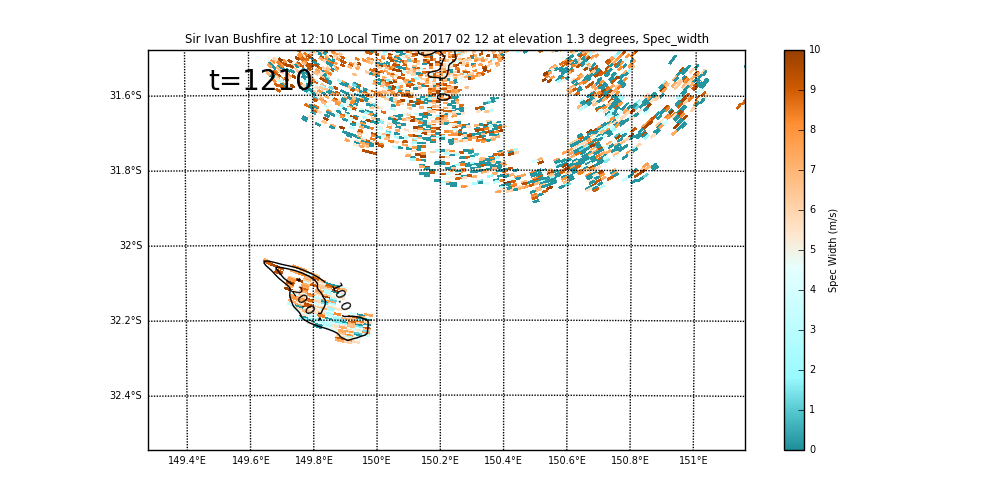 Sir Ivan Bushfire at 12:10 Local Time on 2017 02 12 at elevation 1.3 degrees, Spec_width
t=1210
31.6°S
31.8°S
32°S
32.2°S
32.4°S
149.4°E 149.6°E 149.8°E 150°E 150.2°E 150.4°E 150.6°E 150.8°E 151°E
10.0
20.0
10
9
8
7
6
5
4
3
2
1
0
Spec Width (m/s)